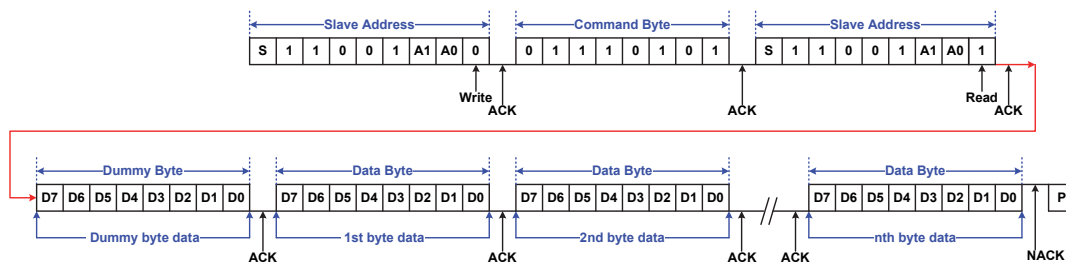 Slave Address Command Byte Slave Address
S 1 1 0 0 1 A1 A0 0 0 1 1 1 0 1 0 1 S 1 1 0 0 1 A1 A0 1
Write ACK ACK Read ACK
Dummy Byte Data Byte Data Byte Data Byte
D7 D6 D5 D4 D3 D2 D1 D0 D7 D6 D5 D4 D3 D2 D1 D0 D7 D6 D5 D4 D3 D2 D1 D0 D7 D6 D5 D4 D3 D2 D1 D0 P
Dummy byte data 1st byte data 2nd byte data nth byte data
ACK ACK ACK ACK NACK